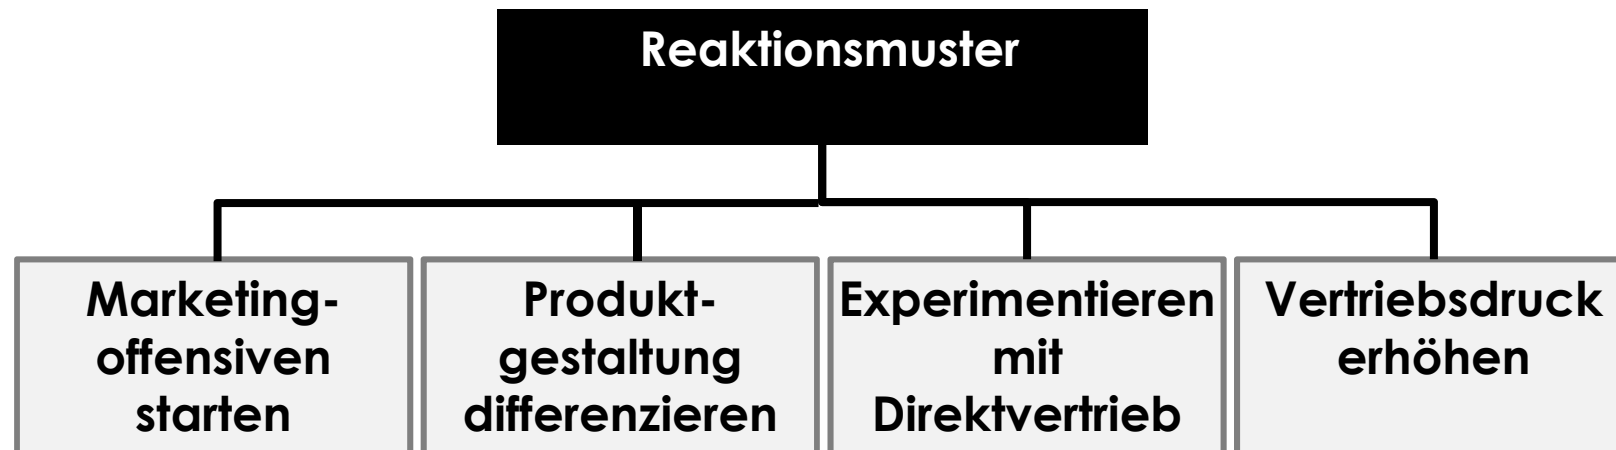 Reaktionsmuster
Marketing-
offensiven
starten
Produkt-
gestaltung
differenzieren
Experimentieren
mit
Direktvertrieb
Vertriebsdruck
erhöhen